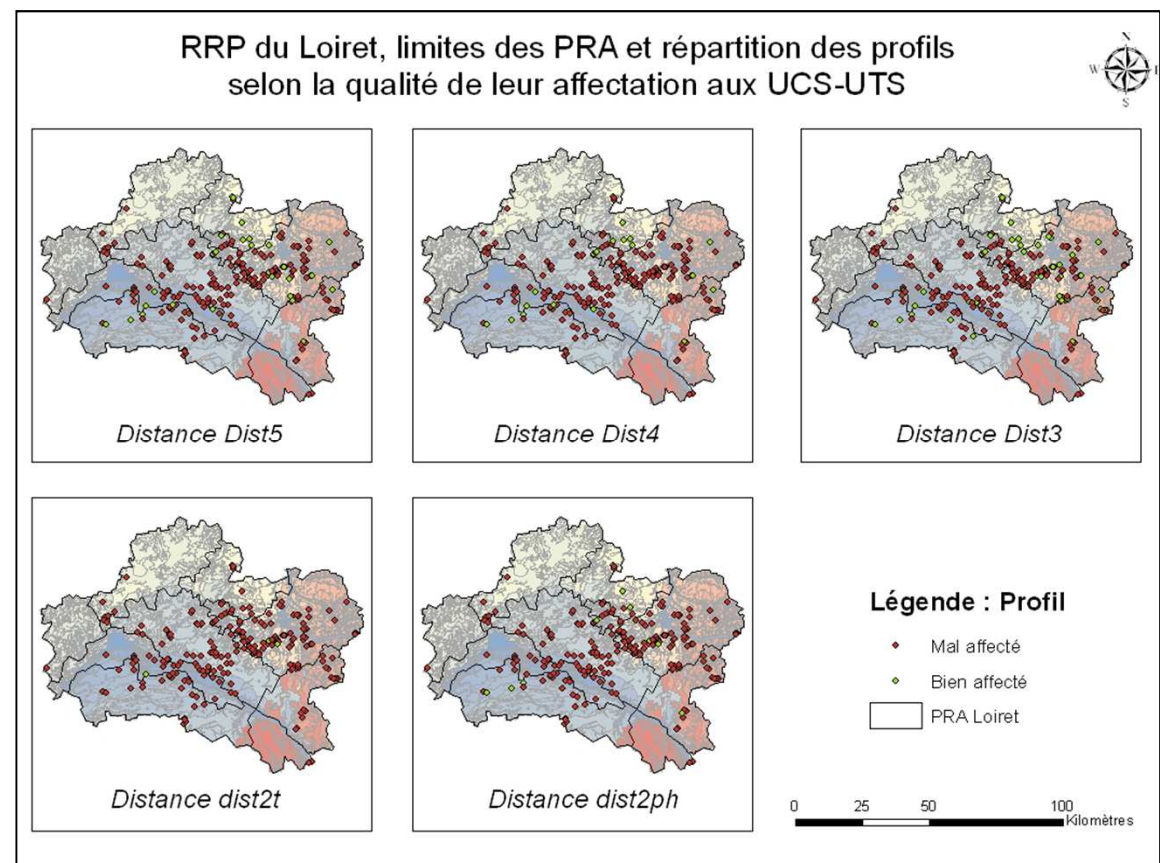 RRP du Loiret, limites des PRA et répartition des profils
selon la qualité de leur affectation aux UCS-UTS
N
W
E
S
Distance Dist5
Distance Dist4
Distance Dist3
Distance dist2t
Distance dist2ph
Légende : Profil
Mal affecté
Bien affecté
PRA Loiret
0 25 50 100
Kilomètres